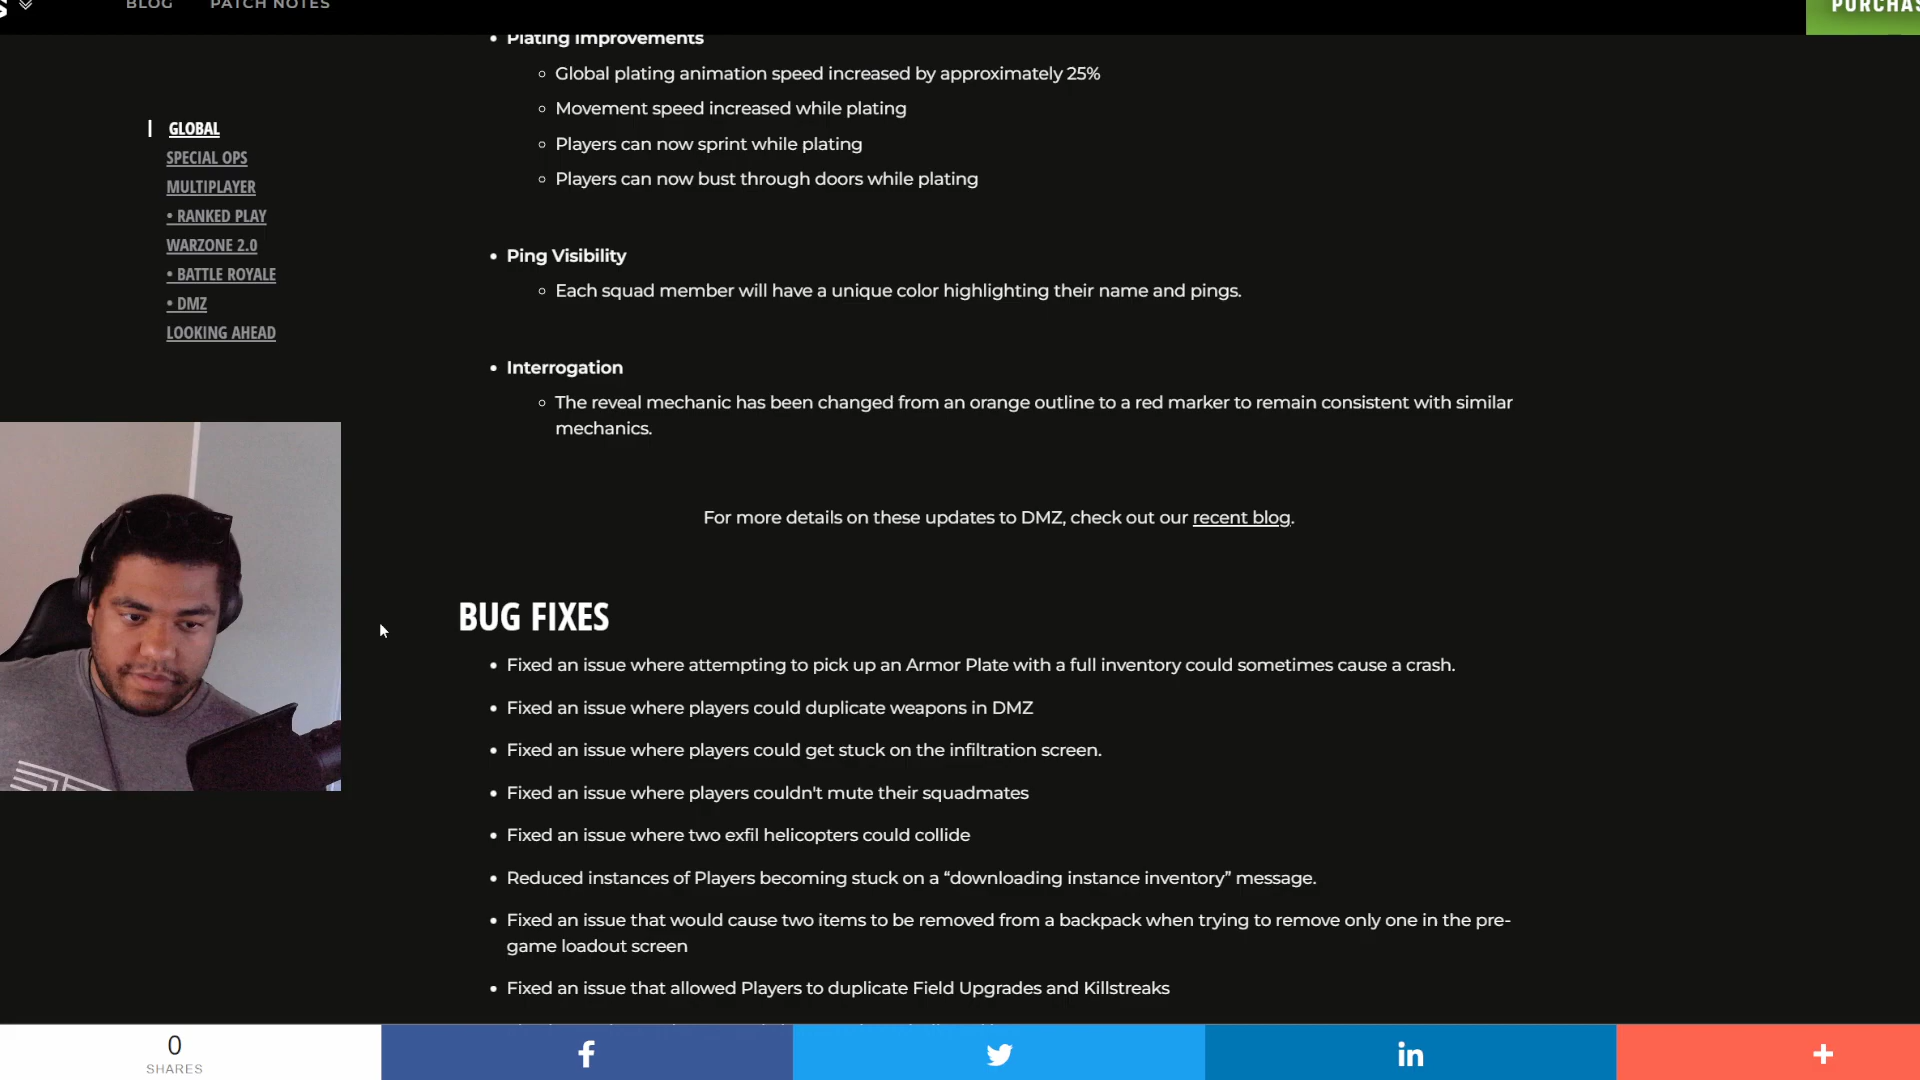 BLOG
PATCH NOTES
PURCHAS
GLOBAL
SPECIAL OPS
MULTIPLAYER
• RANKED PLAY
WARZONE 2.0
• BATTLE ROYALE
• DMZ
LOOKING AHEAD
• Plating Improvements
Global plating animation speed increased by approximately 25%
Movement speed increased while plating
Players can now sprint while plating
Players can now bust through doors while plating
• Ping Visibility
Each squad member will have a unique color highlighting their name and pings.
• Interrogation
The reveal mechanic has been changed from an orange outline to a red marker to remain consistent with similar
mechanics.
For more details on these updates to DMZ, check out our recent blog.
BUG FIXES
• Fixed an issue where attempting to pick up an Armor Plate with a full inventory could sometimes cause a crash.
• Fixed an issue where players could duplicate weapons in DMZ
• Fixed an issue where players could get stuck on the infiltration screen.
• Fixed an issue where players couldn't mute their squadmates
• Fixed an issue where two exfil helicopters could collide
• Reduced instances of Players becoming stuck on a “downloading instance inventory” message.
• Fixed an issue that would cause two items to be removed from a backpack when trying to remove only one in the pre-
game loadout screen
• Fixed an issue that allowed Players to duplicate Field Upgrades and Killstreaks
0
SHARES